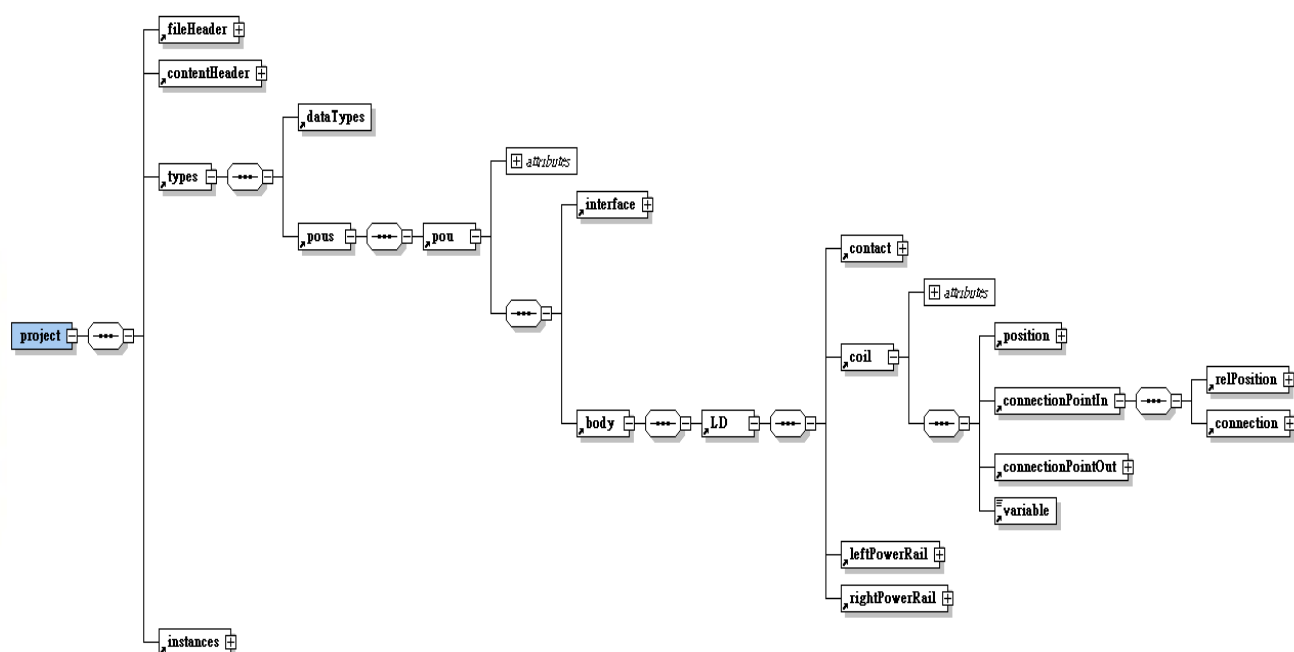 fileHeader
contentHeader
dataTypes
attributes
types
interface
pous
pou
contact
attributes
project
position
coil
relPosition
connectionPointIn
body
LD
connection
connectionPointOut
variable
leftPowerRail
rightPowerRail
instances